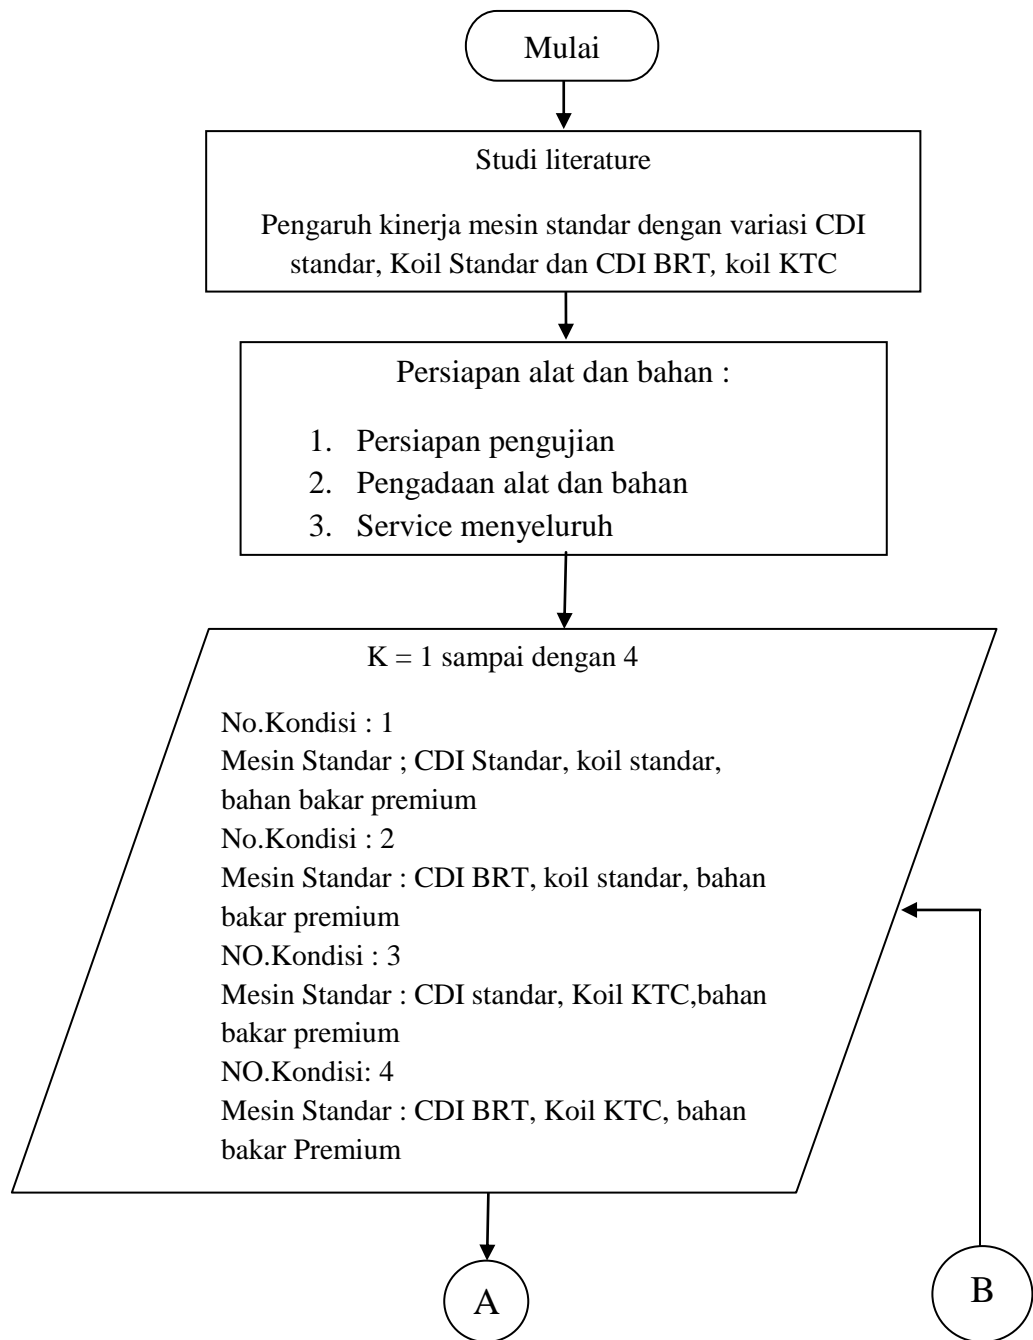 Mulai
Studi literature
Pengaruh kinerja mesin standar dengan variasi CDI
standar, Koil Standar dan CDI BRT, koil KTC
Persiapan alat dan bahan :
1. Persiapan pengujian
2. Pengadaan alat dan bahan
3. Service menyeluruh
K = 1 sampai dengan 4
No.Kondisi : 1
Mesin Standar ; CDI Standar, koil standar,
bahan bakar premium
No.Kondisi : 2
Mesin Standar : CDI BRT, koil standar, bahan
bakar premium
NO.Kondisi : 3
Mesin Standar : CDI standar, Koil KTC,bahan
bakar premium
NO.Kondisi: 4
Mesin Standar : CDI BRT, Koil KTC, bahan
bakar Premium
A
B